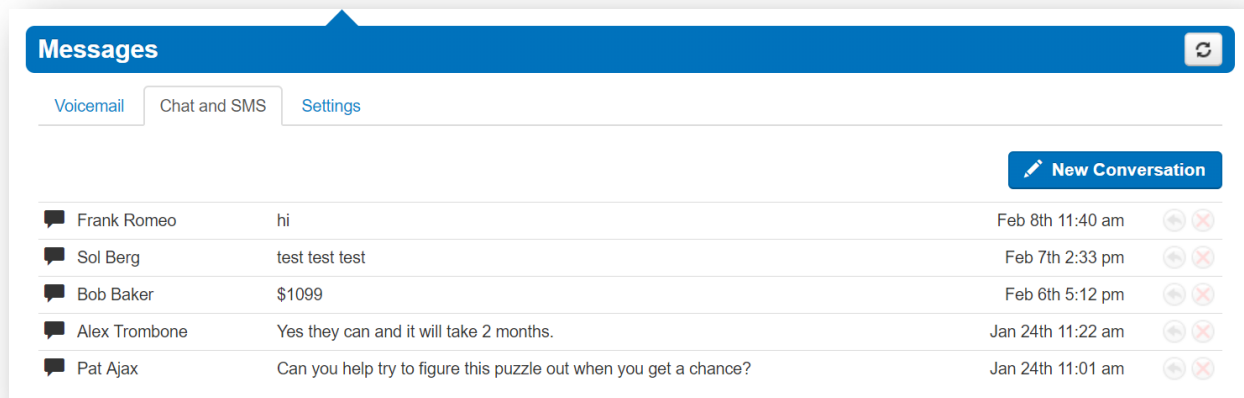 Messages
Voicemail Chat and SMS Settings
New Conversation
Frank Romeo hi Feb 8th 11:40 am
Sol Berg test test test Feb 7th 2:33 pm
Bob Baker $1099 Feb 6th 5:12 pm
Alex Trombone Yes they can and it will take 2 months. Jan 24th 11:22 am
Pat Ajax Can you help try to figure this puzzle out when you get a chance? Jan 24th 11:01 am